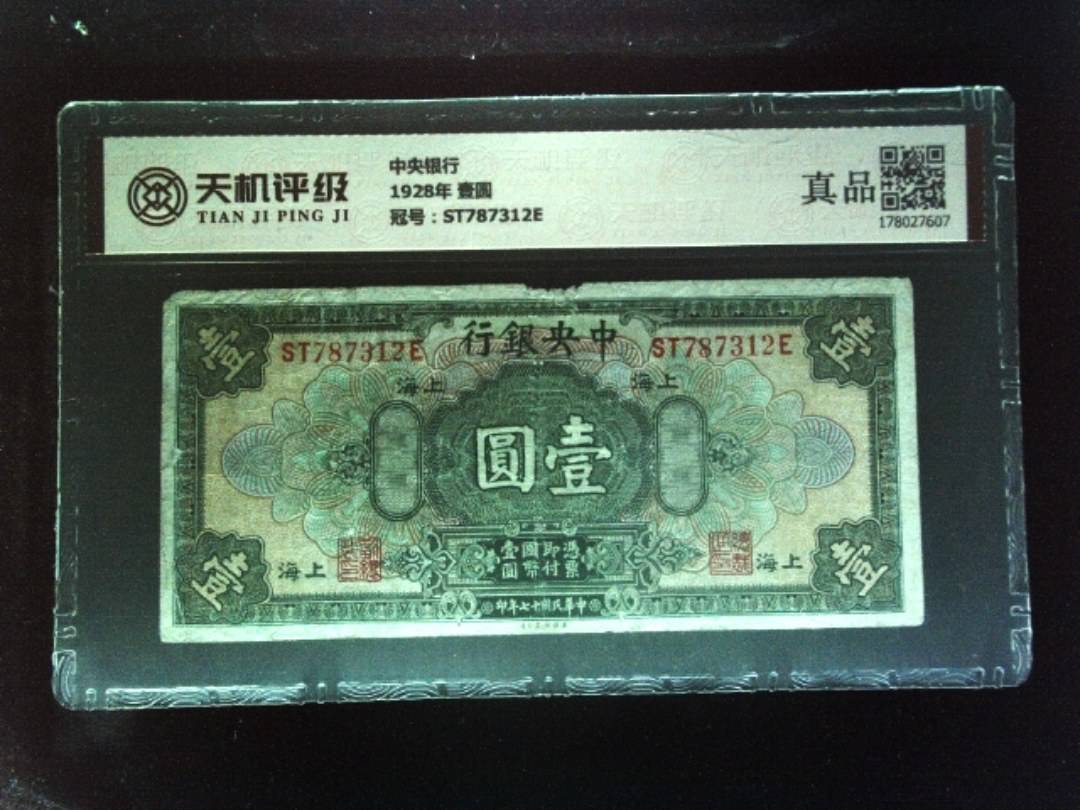 天机评级
TIAN JI PING JI
中央银行
1928年 壹圆
冠号：ST787312E
真品
178027607
壹
壹
ST787312E
中央銀行
ST787312E
上海
上海
壹圓
憑票即付國幣壹圓
上海
上海
壹
壹
中華民國十七年印